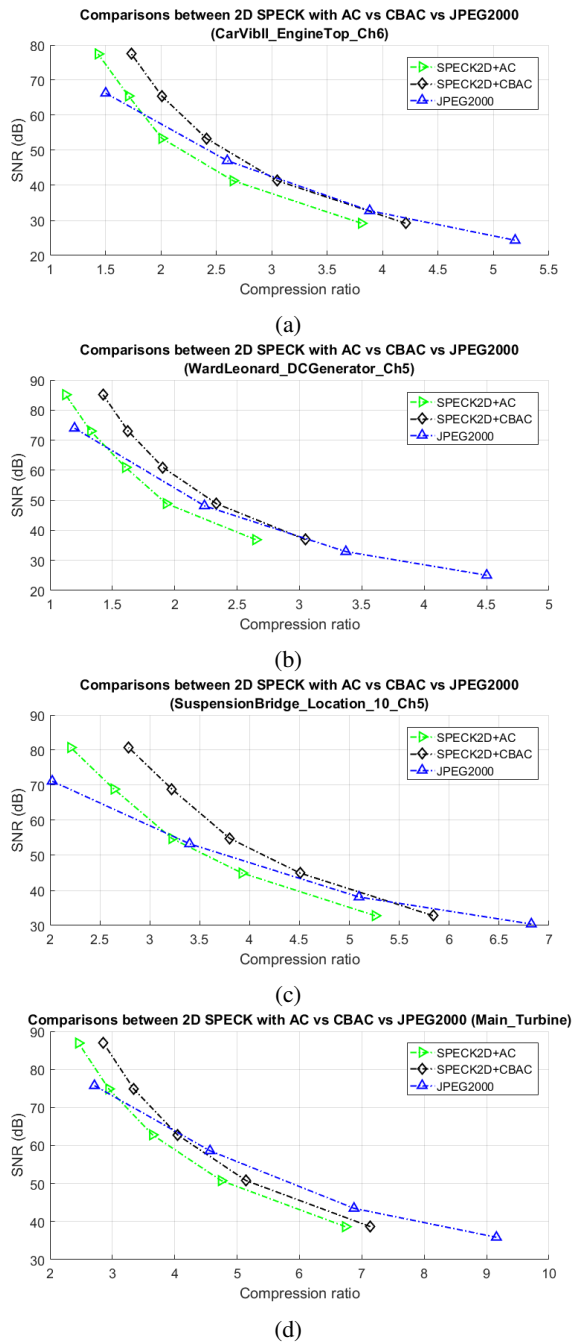 Comparisons between 2D SPECK with AC vs CBAC vs JPEG2000
(CarVibII_EngineTop_Ch6)
80
70
60
50
40
30
20
SNR (dB)
SPECK2D+AC
SPECK2D+CBAC
JPEG2000
1 1.5 2 2.5 3 3.5 4 4.5 5 5.5
Compression ratio
(a)
Comparisons between 2D SPECK with AC vs CBAC vs JPEG2000
(WardLeonard_DCGenerator_Ch5)
90
80
70
60
50
40
30
20
SNR (dB)
SPECK2D+AC
SPECK2D+CBAC
JPEG2000
1 1.5 2 2.5 3 3.5 4 4.5 5
Compression ratio
(b)
Comparisons between 2D SPECK with AC vs CBAC vs JPEG2000
(SuspensionBridge_Location_10_Ch5)
90
80
70
60
50
40
30
SNR (dB)
SPECK2D+AC
SPECK2D+CBAC
JPEG2000
2 2.5 3 3.5 4 4.5 5 5.5 6 6.5 7
Compression ratio
(c)
Comparisons between 2D SPECK with AC vs CBAC vs JPEG2000 (Main_Turbine)
90
80
70
60
50
40
30
SNR (dB)
SPECK2D+AC
SPECK2D+CBAC
JPEG2000
2 3 4 5 6 7 8 9 10
Compression ratio
(d)